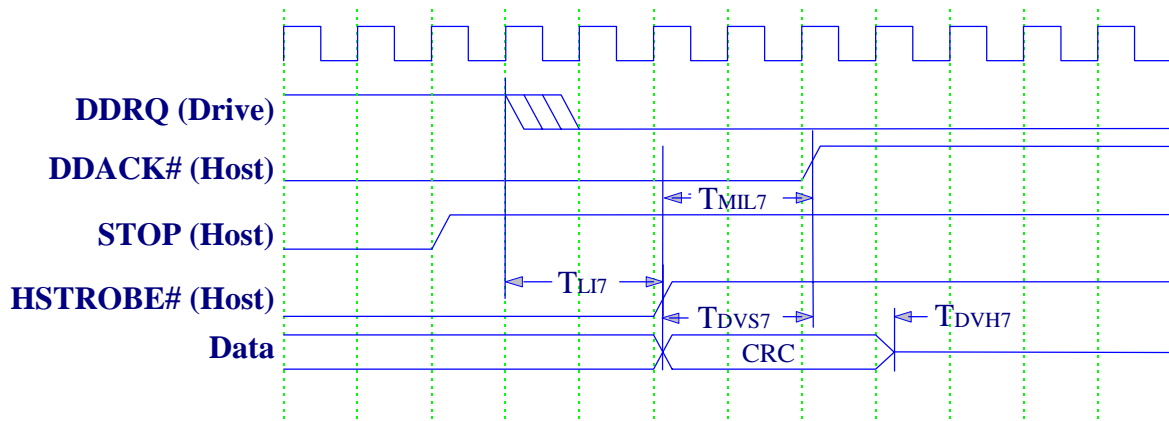 DDRQ (Drive)
DDACK# (Host)
TMIL7
STOP (Host)
TLI7
HSTROBE# (Host)
TDVS7
TDVH7
Data
CRC